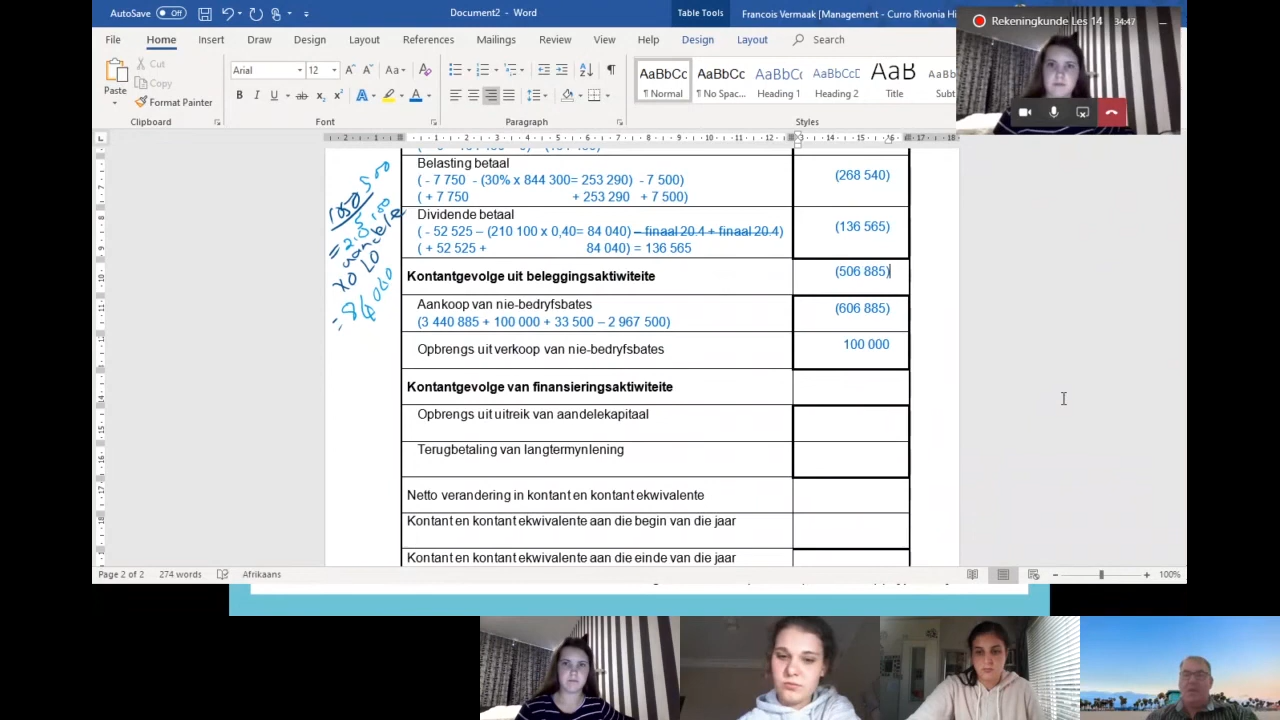 AutoSave Off
Document2 - Word
Table Tools
Francois Vermaak [Management - Curro Rivonia Hi
Rekeningkunde Les 14 34:47
File Home Insert Draw Design Layout References Mailings Review View Help Design Layout Search
Paste
Cut
Copy
Format Painter
Arial 12
AaBbCc AaBbCc AaBbCc AaBbCcD AaB AaBb
¶ Normal ¶ No Spac... Heading 1 Heading 2 Title Sub
Clipboard Font Paragraph Styles
Belasting betaal
( - 7 750 - (30% x 844 300= 253 290) - 7 500)
( + 7 750 + 253 290 + 7 500)
(268 540)
Dividende betaal
( - 52 525 – (210 100 x 0,40= 84 040) – finaal 20.4 + finaal 20.4)
( + 52 525 + 84 040) = 136 565
(136 565)
Kontantgevolge uit beleggingsaktiwiteite
(506 885)
Aankoop van nie-bedryfsbates
(3 440 885 + 100 000 + 33 500 – 2 967 500)
(606 885)
Opbrengs uit verkoop van nie-bedryfsbates
100 000
Kontantgevolge van finansieringsaktiwiteite
Opbrengs uit uitreik van aandelekapitaal
Terugbetaling van langtermynlening
Netto verandering in kontant en kontant ekwivalente
Kontant en kontant ekwivalente aan die begin van die jaar
Kontant en kontant ekwivalente aan die einde van die jaar
Page 2 of 2 274 words Afrikaans 100%